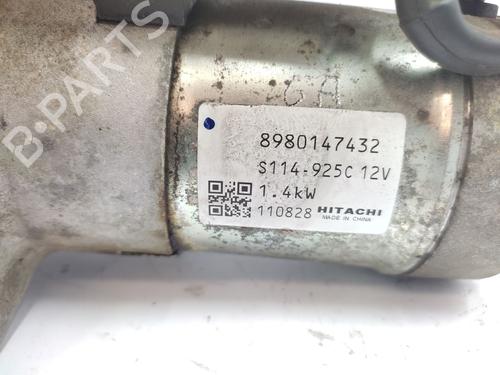 B-PARTS
8980147432
S114-925C 12V
1.4kW
110828 HITACHI
MADE IN CHINA